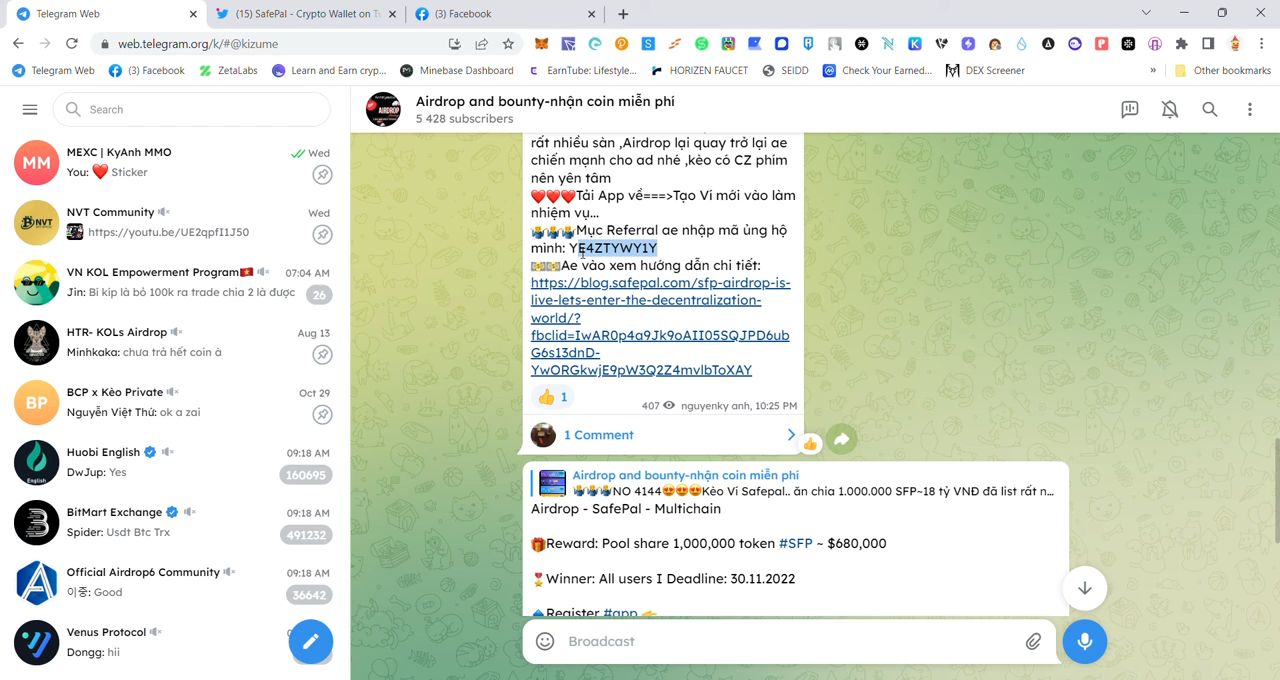 Telegram Web
(15) SafePal - Crypto Wallet on Tw
(3) Facebook
web.telegram.org/k/#@kizume
Telegram Web
(3) Facebook
ZetaLabs
Learn and Earn cryp...
Minebase Dashboard
EarnTube: Lifestyle...
HORIZEN FAUCET
SEIDD
Check Your Earned...
DEX Screener
»
Other bookmarks
Search
MM
MEXC | KyAnh MMO
Wed
You: ❤️ Sticker
NVT Community
Wed
https://youtu.be/UE2qpfI1J50
VN KOL Empowerment Program🇻🇳
07:04 AM
Jin: Bí kíp là bỏ 100k ra trade chia 2 là được
26
HTR- KOLs Airdrop
Aug 13
Minhkaka: chưa trả hết coin à
BP
BCP x Kèo Private
Oct 29
Nguyễn Việt Thứ: ok a zai
Huobi English
09:18 AM
DwJup: Yes
160695
BitMart Exchange
09:18 AM
Spider: Usdt Btc Trx
491232
Official Airdrop6 Community
09:18 AM
이중: Good
36642
Venus Protocol
Dongg: hii
AIRDROP
Airdrop and bounty-nhận coin miễn phí
5 428 subscribers
rất nhiều sàn ,Airdrop lại quay trở lại ae
chiến mạnh cho ad nhé ,kèo có CZ phím
nên yên tâm
❤️❤️❤️Tải App về===>Tạo Ví mới vào làm
nhiệm vụ...
🤷‍♂️🤷‍♂️🤷‍♂️Mục Referral ae nhập mã ủng hộ
mình: YE4ZTYWY1Y
💴💴Ae vào xem hướng dẫn chi tiết:
https://blog.safepal.com/sfp-airdrop-is-
live-lets-enter-the-decentralization-
world/?
fbclid=IwAR0p4a9Jk9oAII05SQJPD6ub
G6s13dnD-
YwORGkwjE9pW3Q2Z4mvlbToXAY
👍 1
407 nguyenky anh, 10:25 PM
1 Comment
Airdrop and bounty-nhận coin miễn phí
🤷‍♂️🤷‍♂️🤷‍♂️NO 4144😍😍😍Kèo Ví Safepal.. ăn chia 1.000.000 SFP~18 tỷ VNĐ đã list rất n...
Airdrop - SafePal - Multichain
🎁Reward: Pool share 1,000,000 token #SFP ~ $680,000
🎖Winner: All users I Deadline: 30.11.2022
🔹Register #app 👉
Broadcast